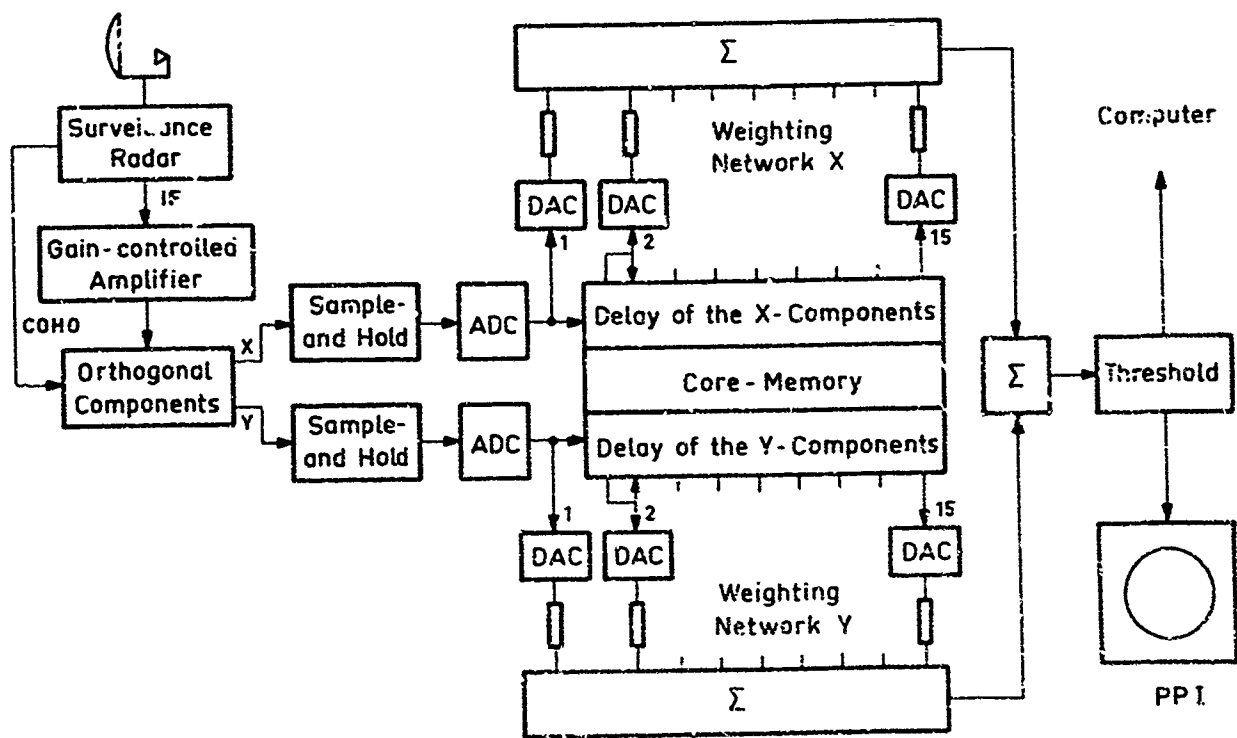 Σ
Surveillance
Radar
Weighting
Network X
Computer
IF
DAC
DAC
DAC
Gain-controlled
Amplifier
1
2
15
Sample-
and Hold
ADC
Delay of the X-Components
COHO
X
Orthogonal
Components
Core-Memory
Σ
Threshold
Y
Sample-
and Hold
ADC
Delay of the Y-Components
1
2
15
DAC
DAC
DAC
Weighting
Network Y
Σ
PPI